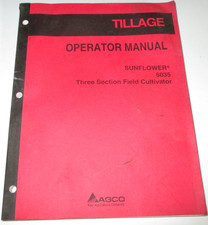 TILLAGE
OPERATOR MANUAL
SUNFLOWER®
5035
Three Section Field Cultivator
AGCO